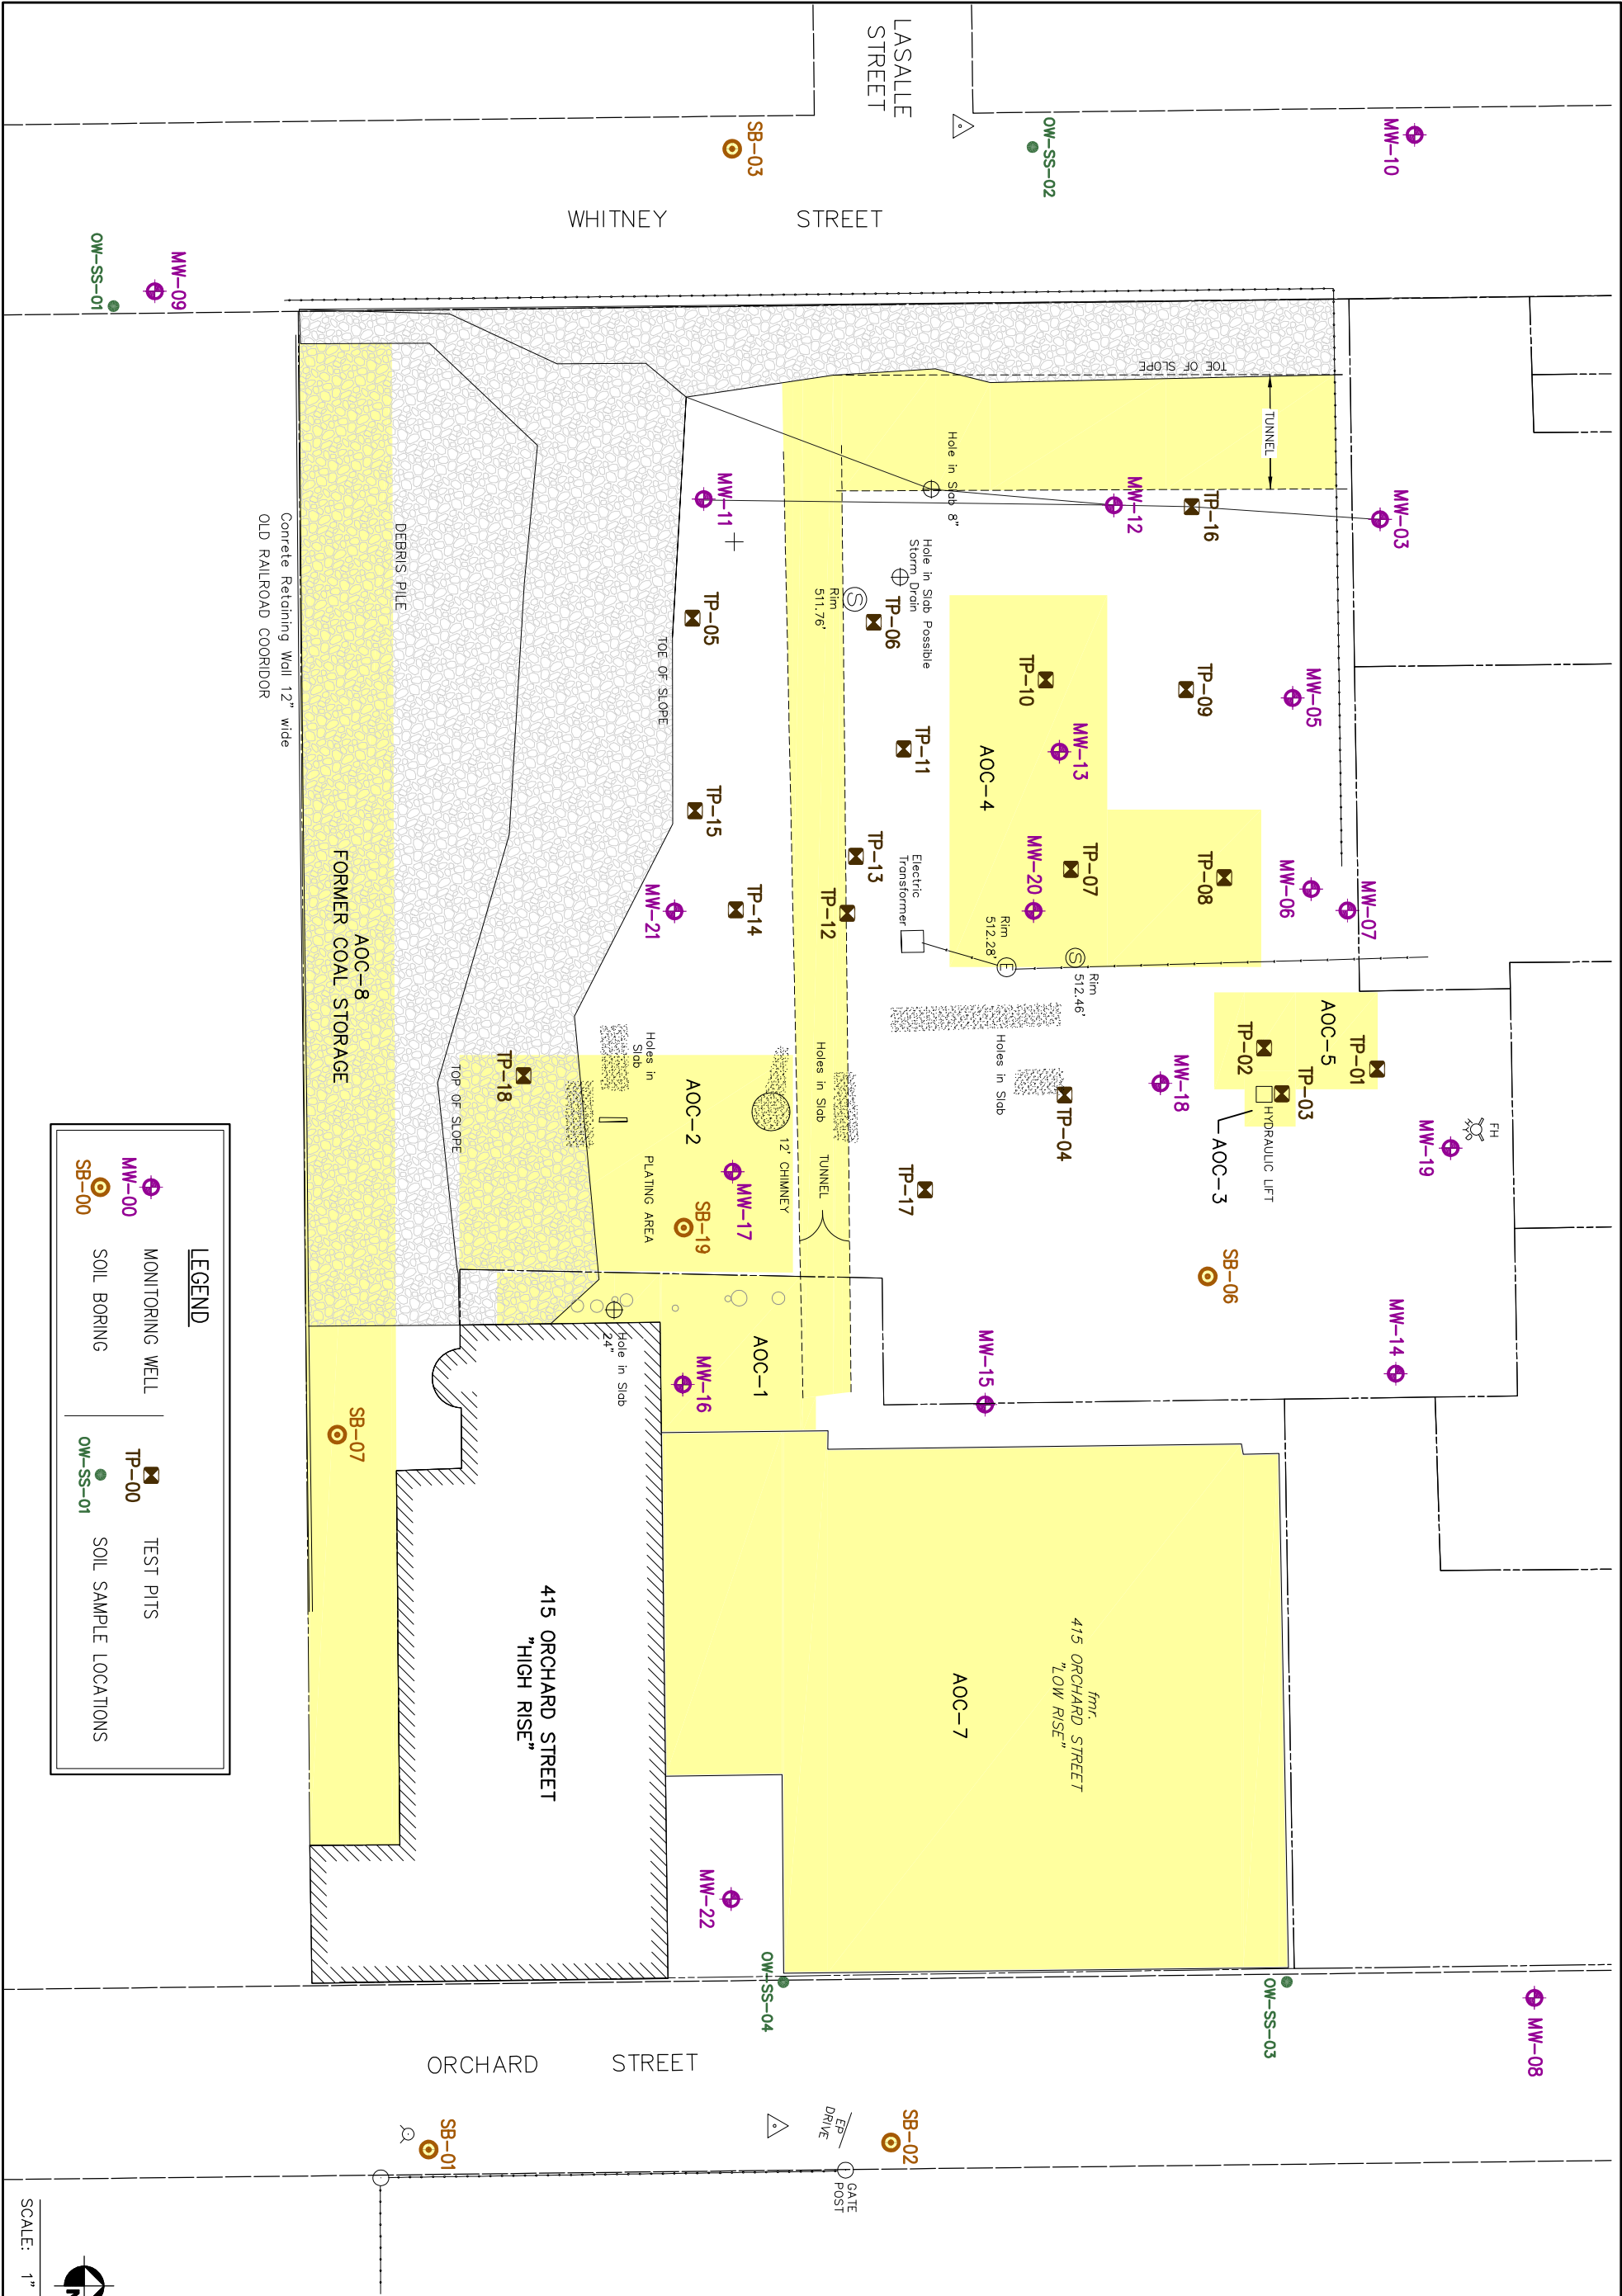 LASALLE
STREET
WHITNEY STREET
MW-10
OW-SS-02
SB-03
MW-09
OW-SS-01
TOE OF SLOPE
TUNNEL
MW-03
TP-16
MW-12
Hole in Slab 8"
MW-11
Hole in Slab Possible
Storm Drain
S
Rim
511.76'
TP-06
TP-05
TOE OF SLOPE
DEBRIS PILE
Conrete Retaining Wall 12" wide
OLD RAILROAD COORIDOR
MW-05
TP-09
TP-10
MW-13
AOC-4
TP-11
TP-15
TP-13
TP-12
TP-14
MW-21
Electric
Transformer
MW-20
TP-07
TP-08
MW-06
MW-07
Rim
512.28'
E
S
Rim
512.46'
AOC-8
FORMER COAL STORAGE
AOC-5
TP-01
TP-02
TP-03
HYDRAULIC LIFT
AOC-3
FH
MW-19
MW-18
TP-04
Holes in Slab
Holes in Slab
Holes in
Slab
TP-18
TOP OF SLOPE
AOC-2
12' CHIMNEY
TUNNEL
PLATING AREA
MW-17
SB-19
TP-17
SB-06
MW-14
MW-15
AOC-1
MW-16
Hole in Slab
24"
SB-07
415 ORCHARD STREET
"HIGH RISE"
fmr.
415 ORCHARD STREET
"LOW RISE"
AOC-7
MW-22
OW-SS-04
OW-SS-03
MW-08
ORCHARD STREET
SB-01
SB-02
EP
DRIVE
GATE
POST
LEGEND
MW-00
MONITORING WELL
SB-00
SOIL BORING
TP-00
TEST PITS
OW-SS-01
SOIL SAMPLE LOCATIONS
SCALE: 1"